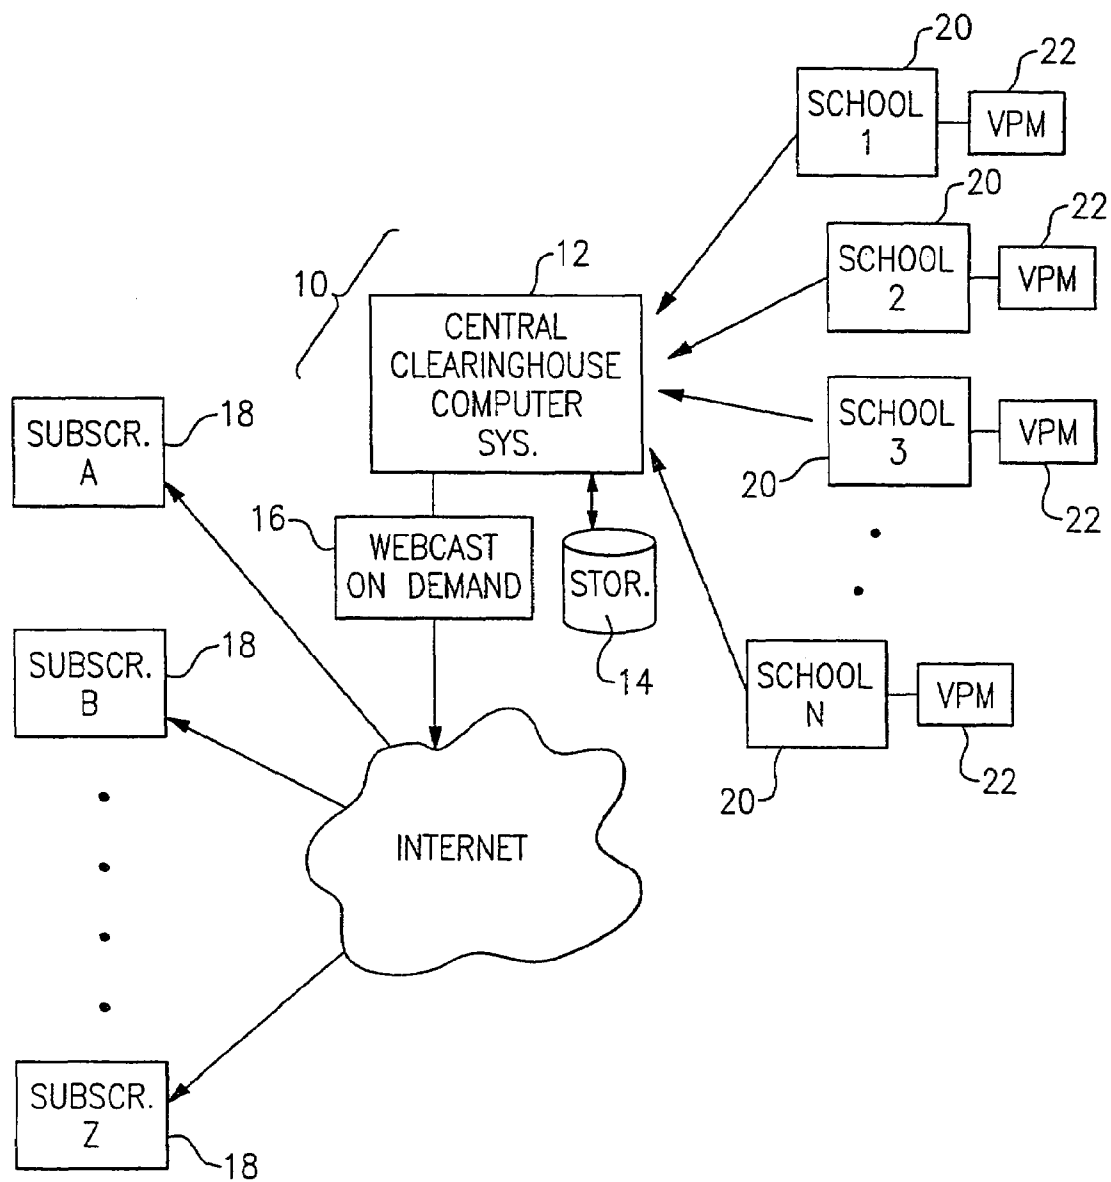 20
SCHOOL
1
22
VPM
20
SCHOOL
2
22
VPM
10
12
CENTRAL
CLEARINGHOUSE
COMPUTER
SYS.
SCHOOL
3
20
VPM
22
SUBSCR.
A
18
16
WEBCAST
ON DEMAND
STOR.
14
SUBSCR.
B
18
SCHOOL
N
20
VPM
22
INTERNET
SUBSCR.
Z
18